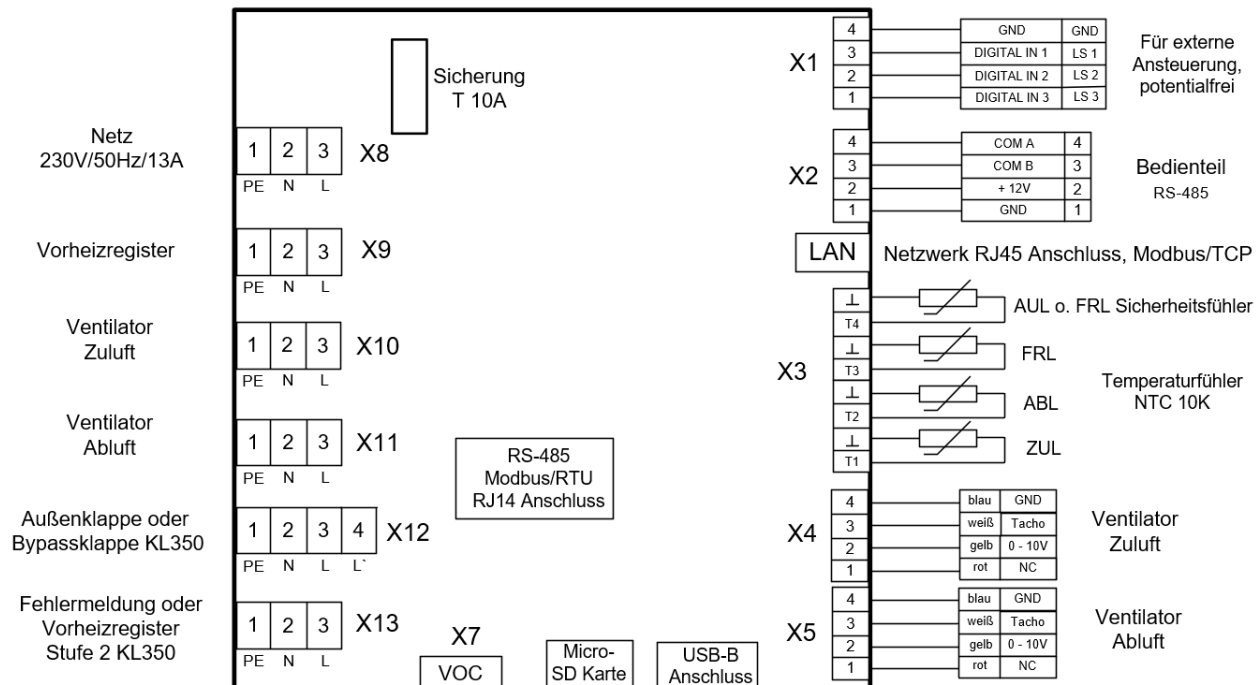 Sicherung
T 10A
Netz
230V/50Hz/13A
1 2 3 X8
PE N L
Vorheizregister
1 2 3 X9
PE N L
Ventilator
Zuluft
1 2 3 X10
PE N L
Ventilator
Abluft
1 2 3 X11
PE N L
Außenklappe oder
Bypassklappe KL350
1 2 3 4 X12
PE N L L`
Fehlermeldung oder
Vorheizregister
Stufe 2 KL350
1 2 3 X13
PE N L
RS-485
Modbus/RTU
RJ14 Anschluss
X7
VOC
Micro-
SD Karte
USB-B
Anschluss
X1
4 GND GND
3 DIGITAL IN 1 LS 1
2 DIGITAL IN 2 LS 2
1 DIGITAL IN 3 LS 3
Für externe
Ansteuerung,
potentialfrei
X2
4 COM A 4
3 COM B 3
2 + 12V 2
1 GND 1
Bedienteil
RS-485
LAN Netzwerk RJ45 Anschluss, Modbus/TCP
X3
⊥
T4
AUL o. FRL Sicherheitsfühler
⊥
T3
FRL
⊥
T2
ABL
⊥
T1
ZUL
Temperaturfühler
NTC 10K
X4
4 blau GND
3 weiß Tacho
2 gelb 0 - 10V
1 rot NC
Ventilator
Zuluft
X5
4 blau GND
3 weiß Tacho
2 gelb 0 - 10V
1 rot NC
Ventilator
Abluft